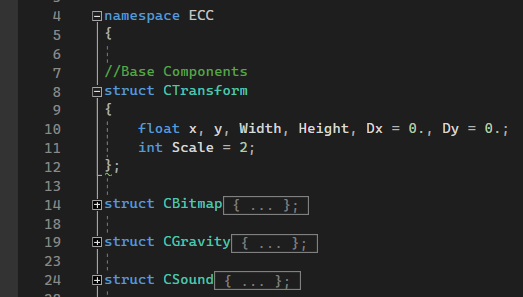 4 namespace ECC
5 {
6
7 //Base Components
8 struct CTransform
9 {
10 float x, y, Width, Height, Dx = 0., Dy = 0.;
11 int Scale = 2;
12 };
13
14 struct CBitmap{ ... };
18
19 struct CGravity{ ... };
23
24 struct CSound{ ... };